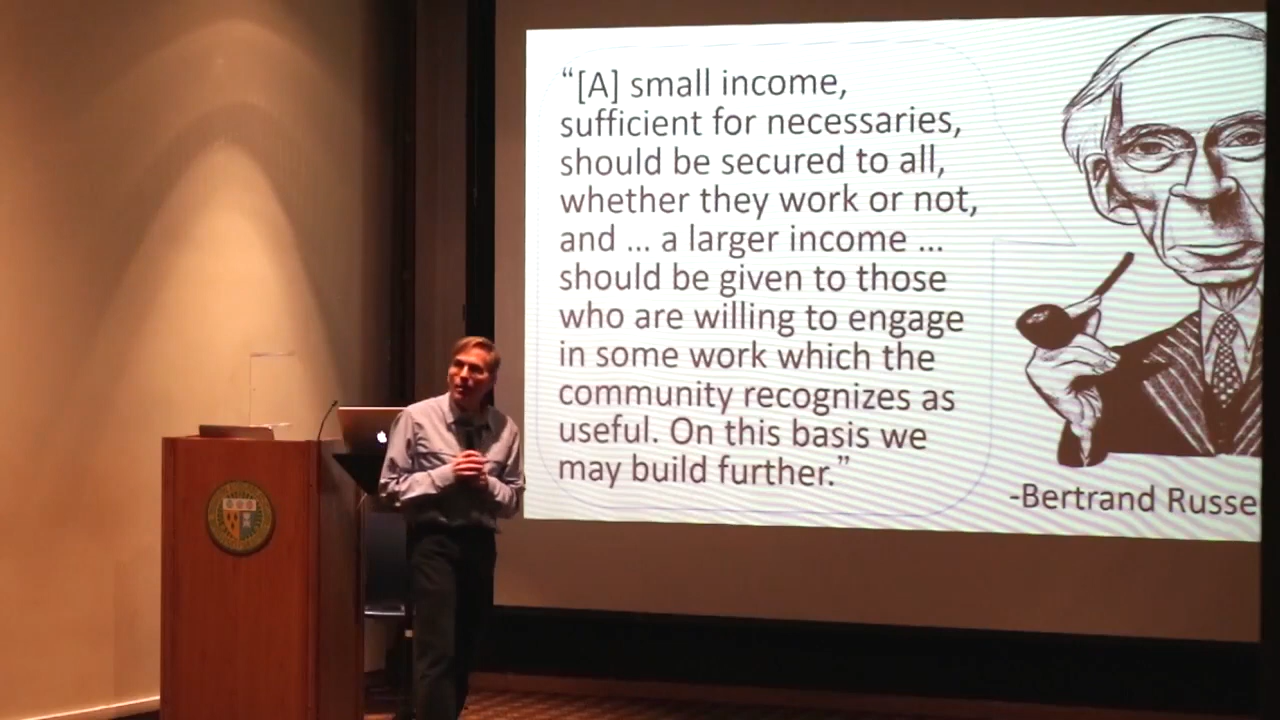 “[A] small income,
sufficient for necessaries,
should be secured to all,
whether they work or not,
and ... a larger income ...
should be given to those
who are willing to engage
in some work which the
community recognizes as
useful. On this basis we
may build further.”
-Bertrand Russe